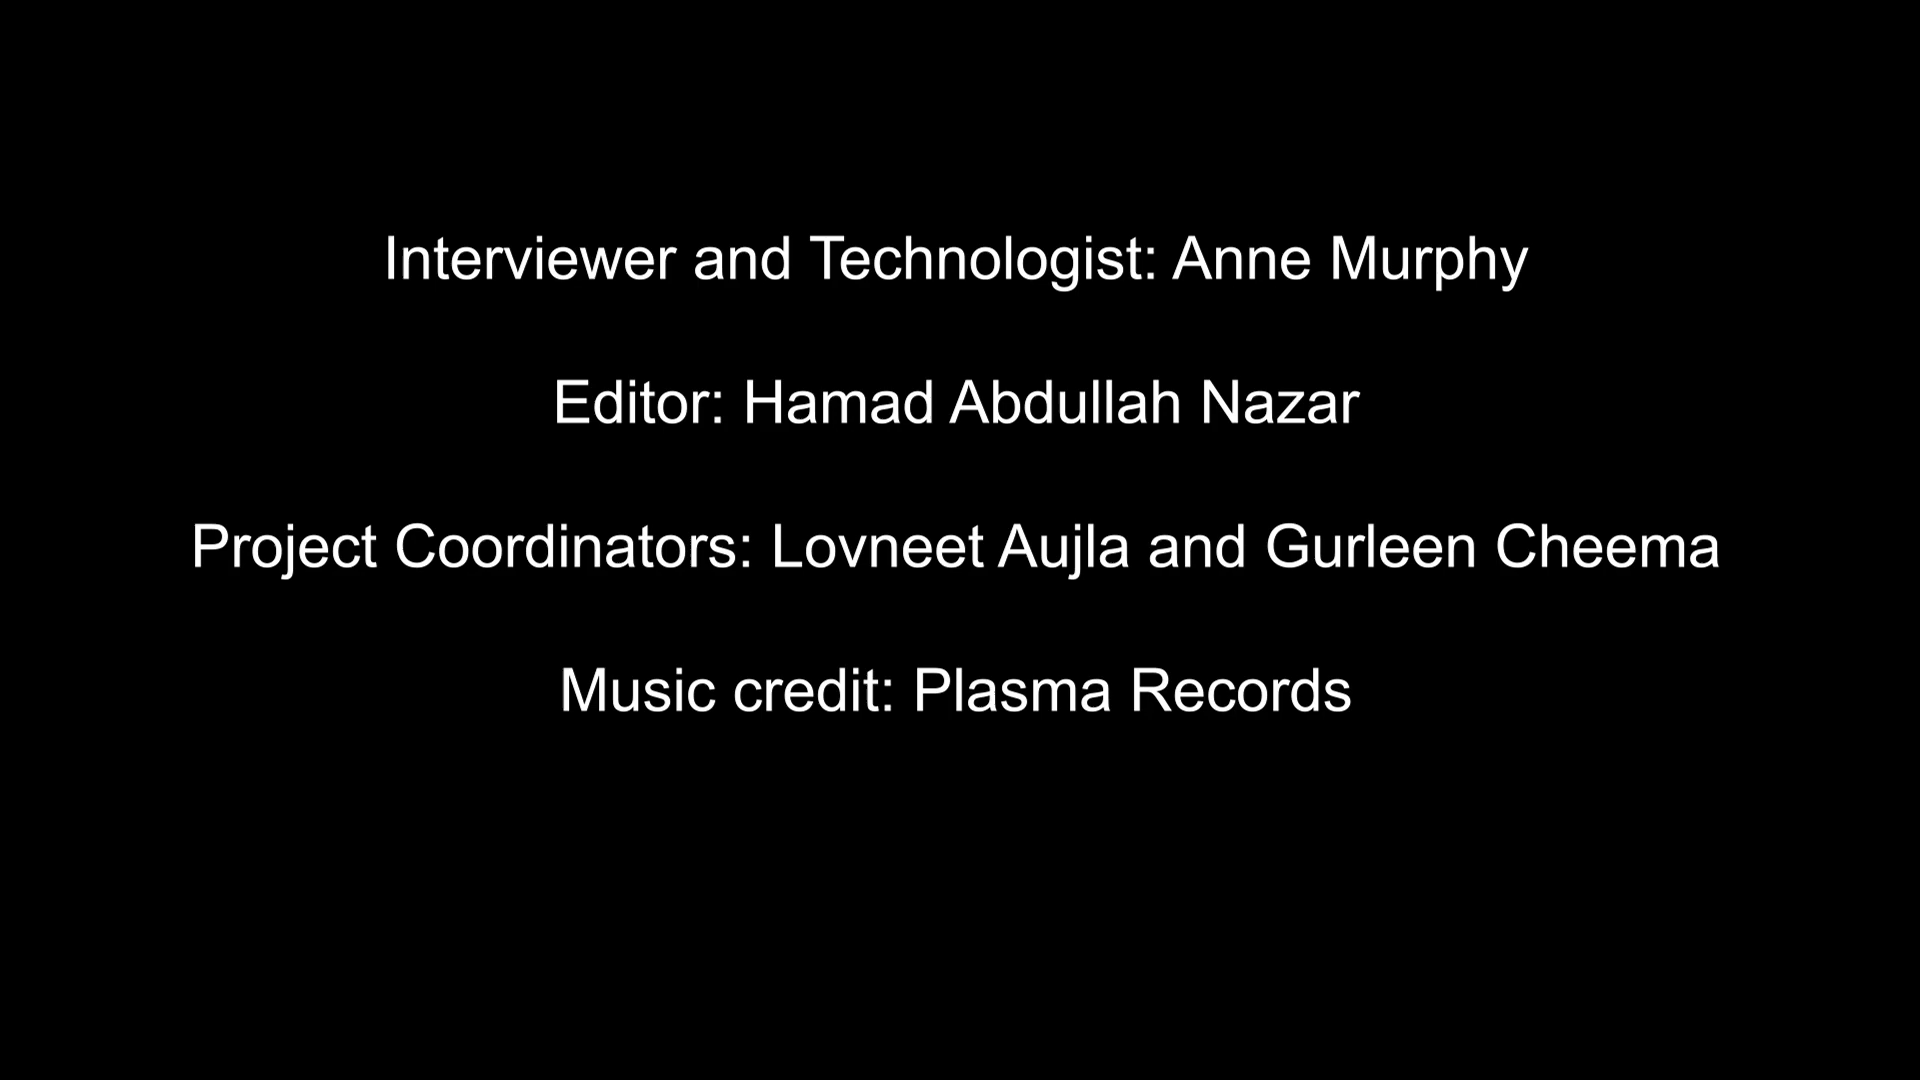 Interviewer and Technologist: Anne Murphy
Editor: Hamad Abdullah Nazar
Project Coordinators: Lovneet Aujla and Gurleen Cheema
Music credit: Plasma Records